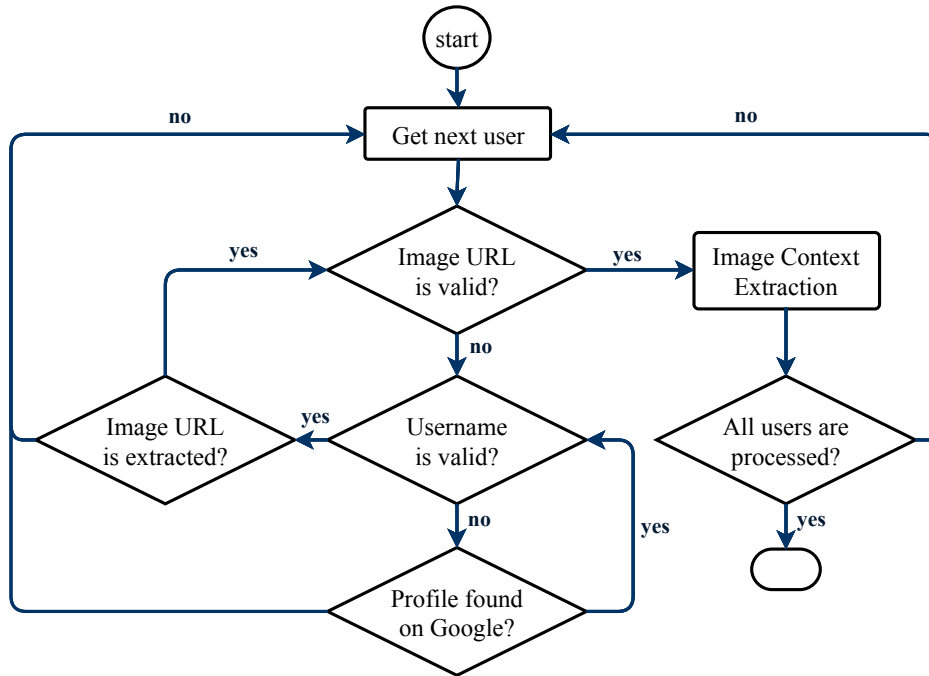 start
no
no
Get next user
yes
Image URL
is valid?
yes
Image Context
Extraction
no
Image URL
is extracted?
yes
Username
is valid?
All users are
processed?
no
yes
yes
Profile found
on Google?